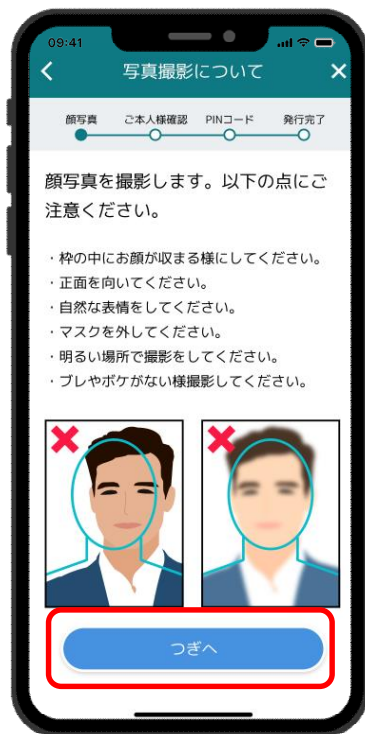 09:41
写真撮影について
顔写真 ご本人様確認 PINコード 発行完了
顔写真を撮影します。以下の点にご
注意ください。
・枠の中にお顔が収まる様にしてください。
・正面を向いてください。
・自然な表情をしてください。
・マスクを外してください。
・明るい場所で撮影をしてください。
・ブレやボケがない様撮影してください。
つぎへ